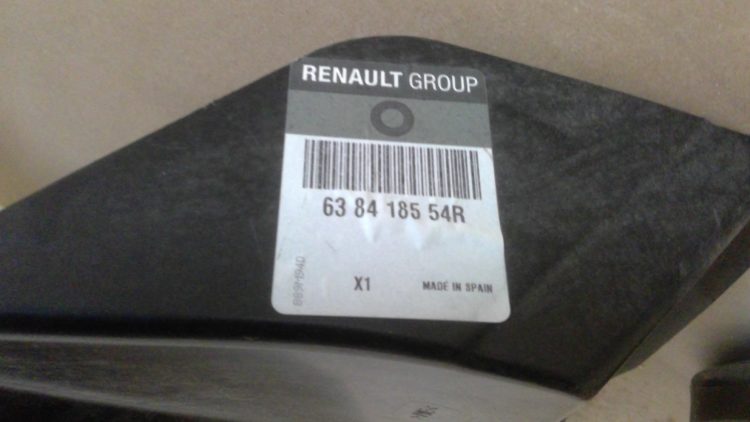 RENAULT GROUP
63 84 185 54R
X1
MADE IN SPAIN